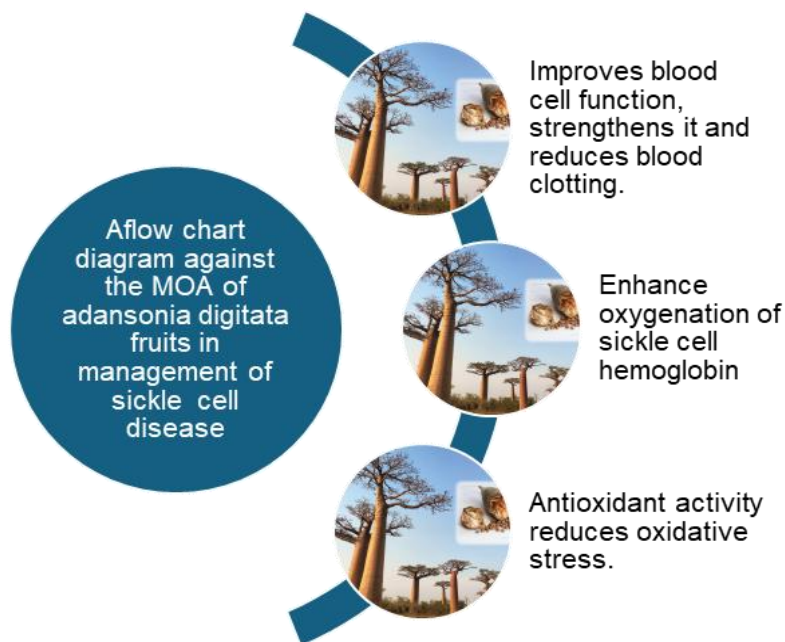 Aflow chart
diagram against
the MOA of
adansonia digitata
fruits in
management of
sickle cell
disease
Improves blood
cell function,
strengthens it and
reduces blood
clotting.
Enhance
oxygenation of
sickle cell
hemoglobin
Antioxidant activity
reduces oxidative
stress.